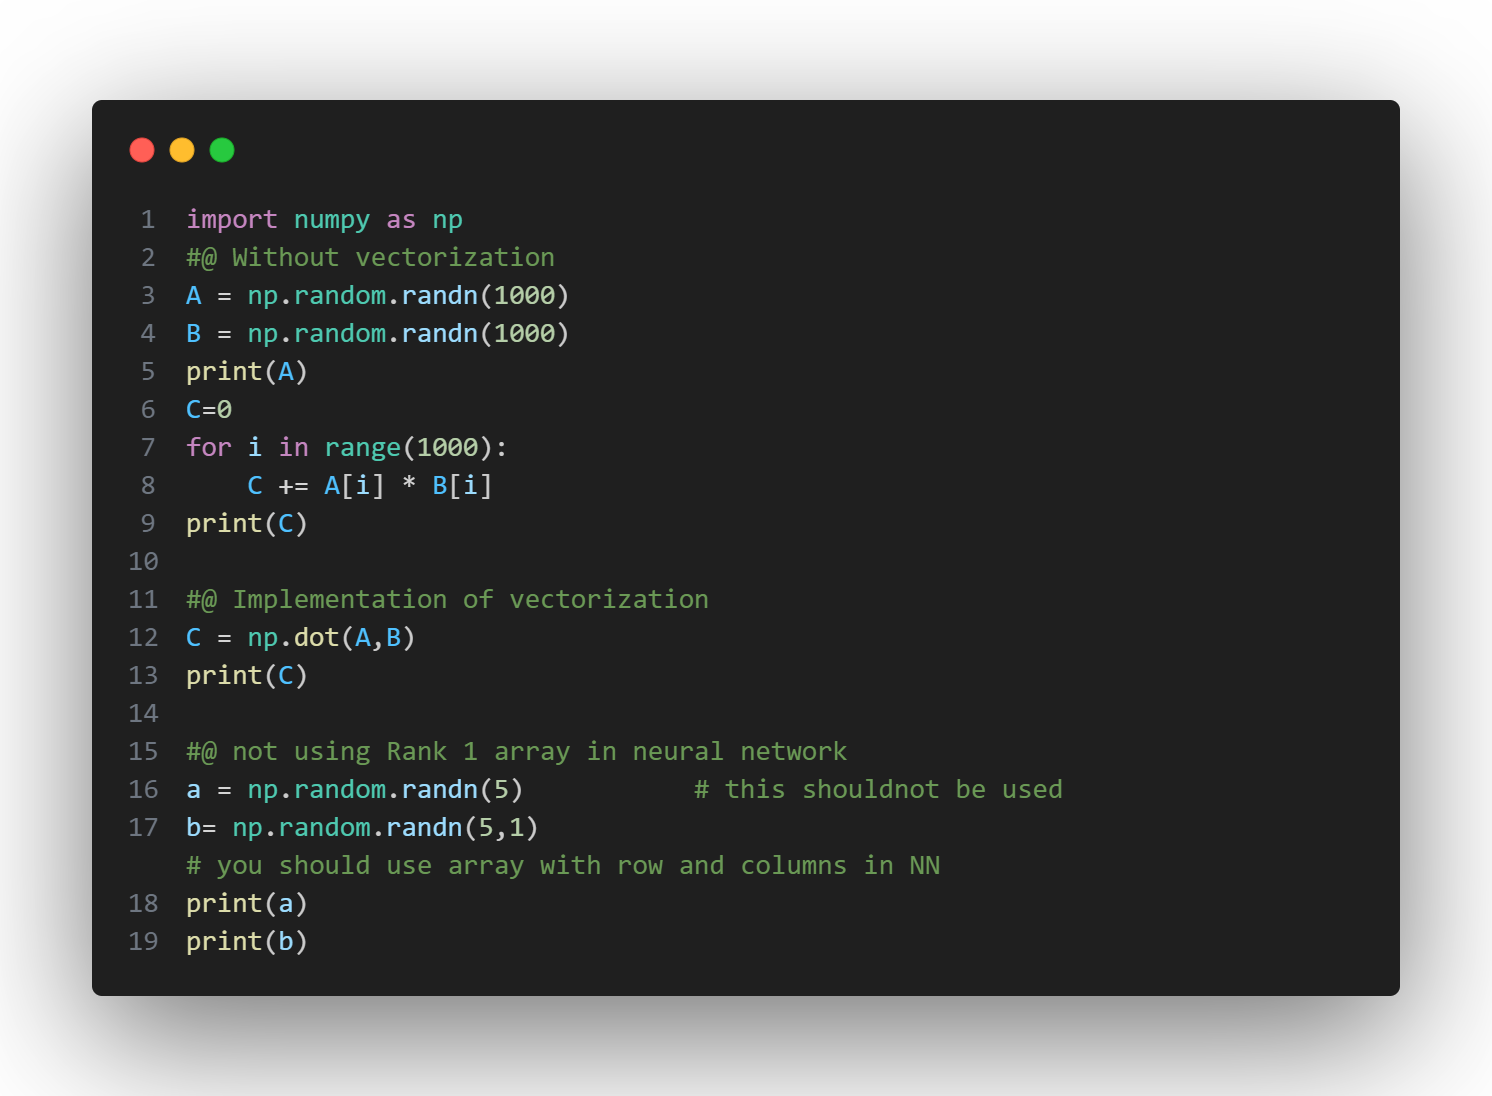 1 import numpy as np
2 #@ Without vectorization
3 A = np.random.randn(1000)
4 B = np.random.randn(1000)
5 print(A)
6 C=0
7 for i in range(1000):
8     C += A[i] * B[i]
9 print(C)
10
11 #@ Implementation of vectorization
12 C = np.dot(A,B)
13 print(C)
14
15 #@ not using Rank 1 array in neural network
16 a = np.random.randn(5)           # this shouldnot be used
17 b= np.random.randn(5,1)
# you should use array with row and columns in NN
18 print(a)
19 print(b)